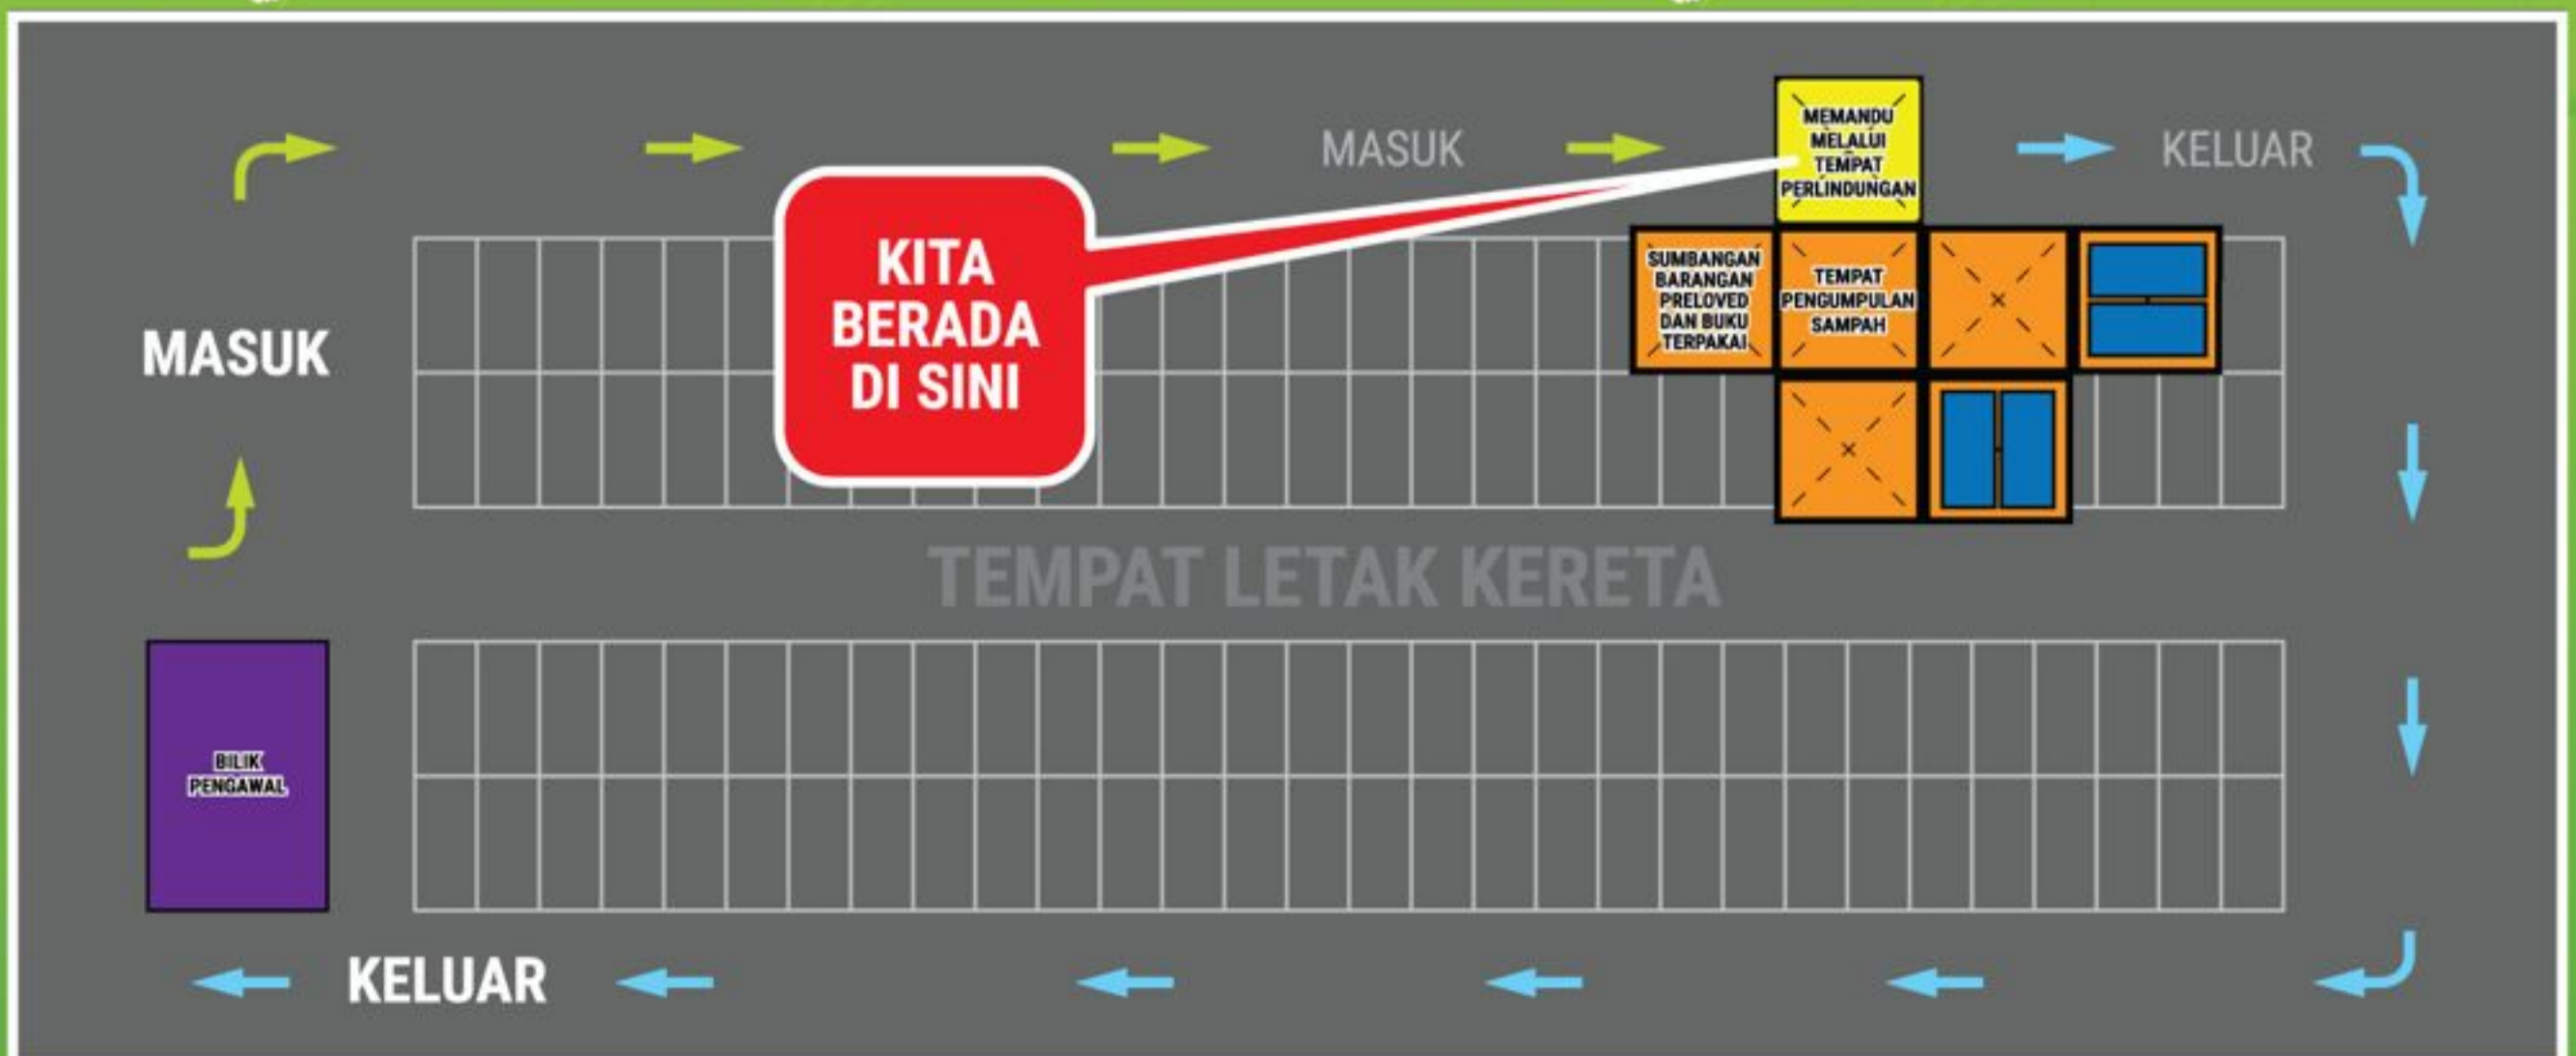 MASUK
KELUAR
MEMANDU
MELALUI
TEMPAT
PERLINDUNGAN
KITA
BERADA
DI SINI
SUMBANGAN
BARANGAN
PRELOVED
DAN BUKU
TERPAKAI
TEMPAT
PENGUMPULAN
SAMPAH
MASUK
TEMPAT LETAK KERETA
BILIK
PENGAWAL
KELUAR